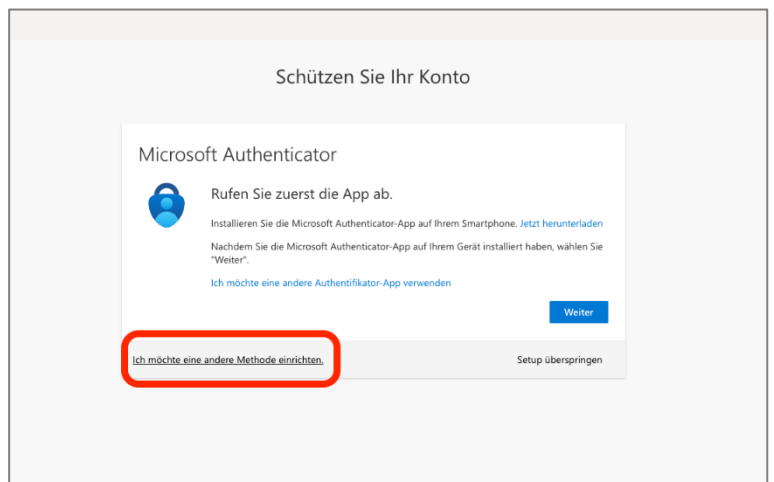 Schützen Sie Ihr Konto
Microsoft Authenticator
Rufen Sie zuerst die App ab.
Installieren Sie die Microsoft Authenticator-App auf Ihrem Smartphone. Jetzt herunterladen
Nachdem Sie die Microsoft Authenticator-App auf Ihrem Gerät installiert haben, wählen Sie
"Weiter".
Ich möchte eine andere Authentifikator-App verwenden
Weiter
Ich möchte eine andere Methode einrichten.
Setup überspringen